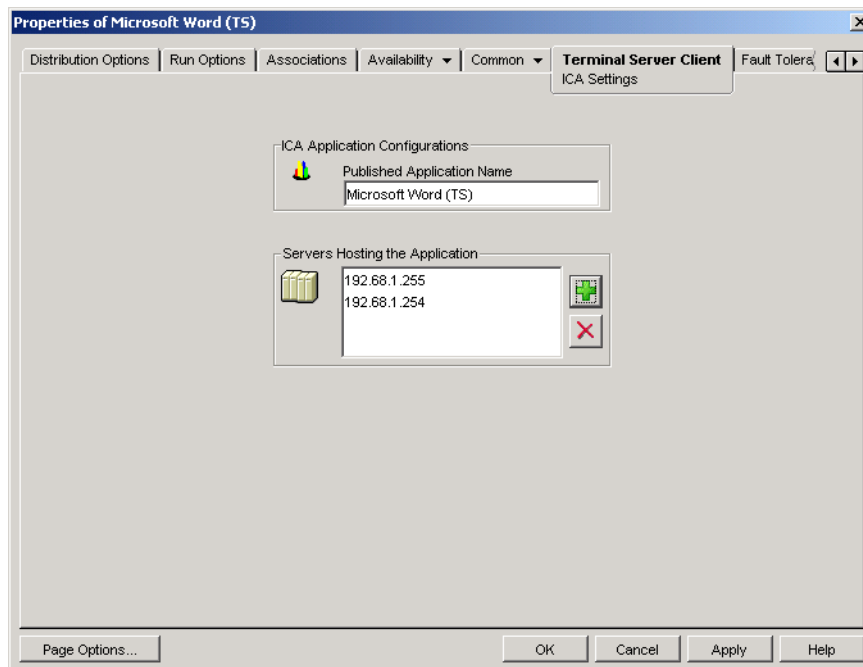 Properties of Microsoft Word (TS)
Distribution Options Run Options Associations Availability Common Terminal Server Client Fault Tolera
ICA Settings
ICA Application Configurations
Published Application Name
Microsoft Word (TS)
Servers Hosting the Application
192.68.1.255
192.68.1.254
Page Options... OK Cancel Apply Help